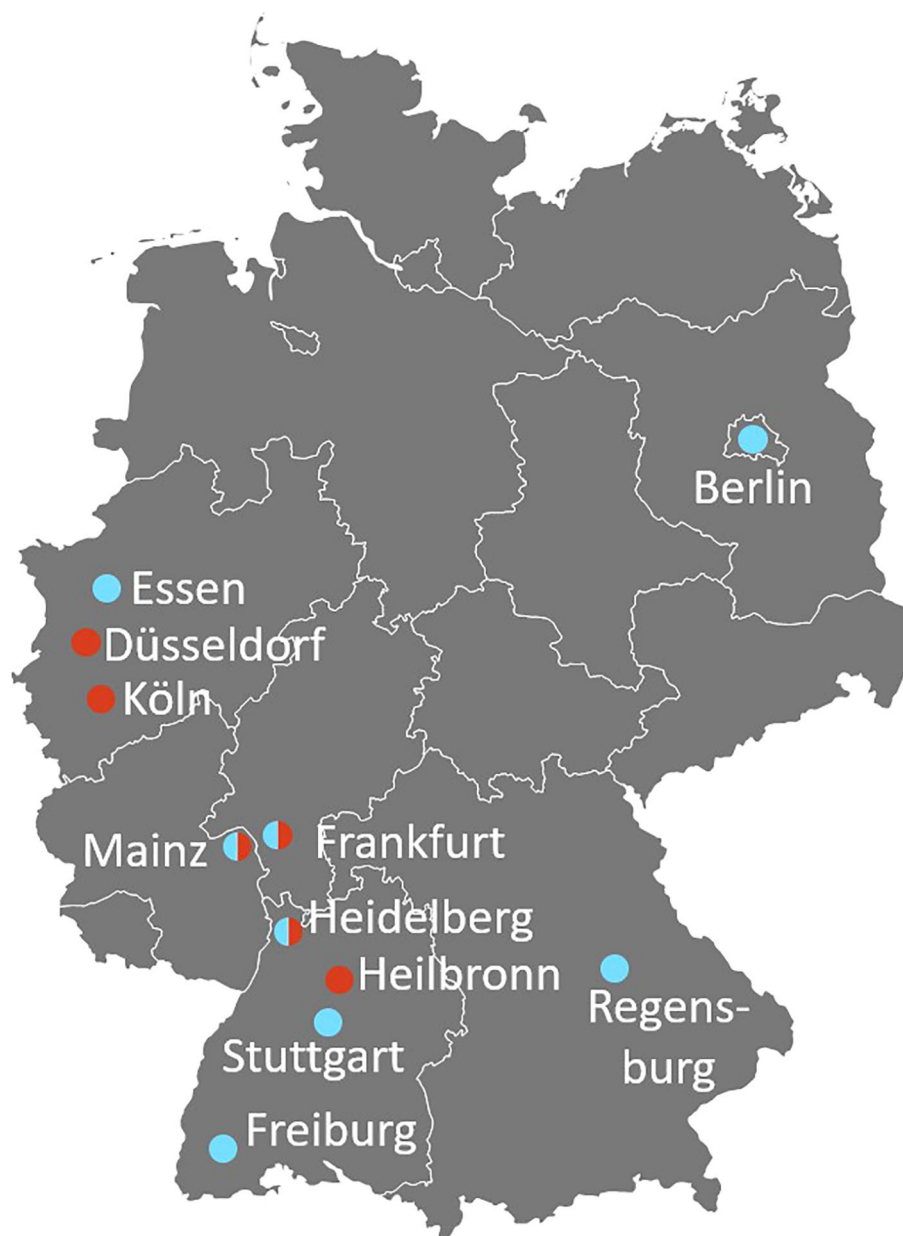 Berlin
Essen
Düsseldorf
Köln
Mainz
Frankfurt
Heidelberg
Heilbronn
Regens-
burg
Stuttgart
Freiburg